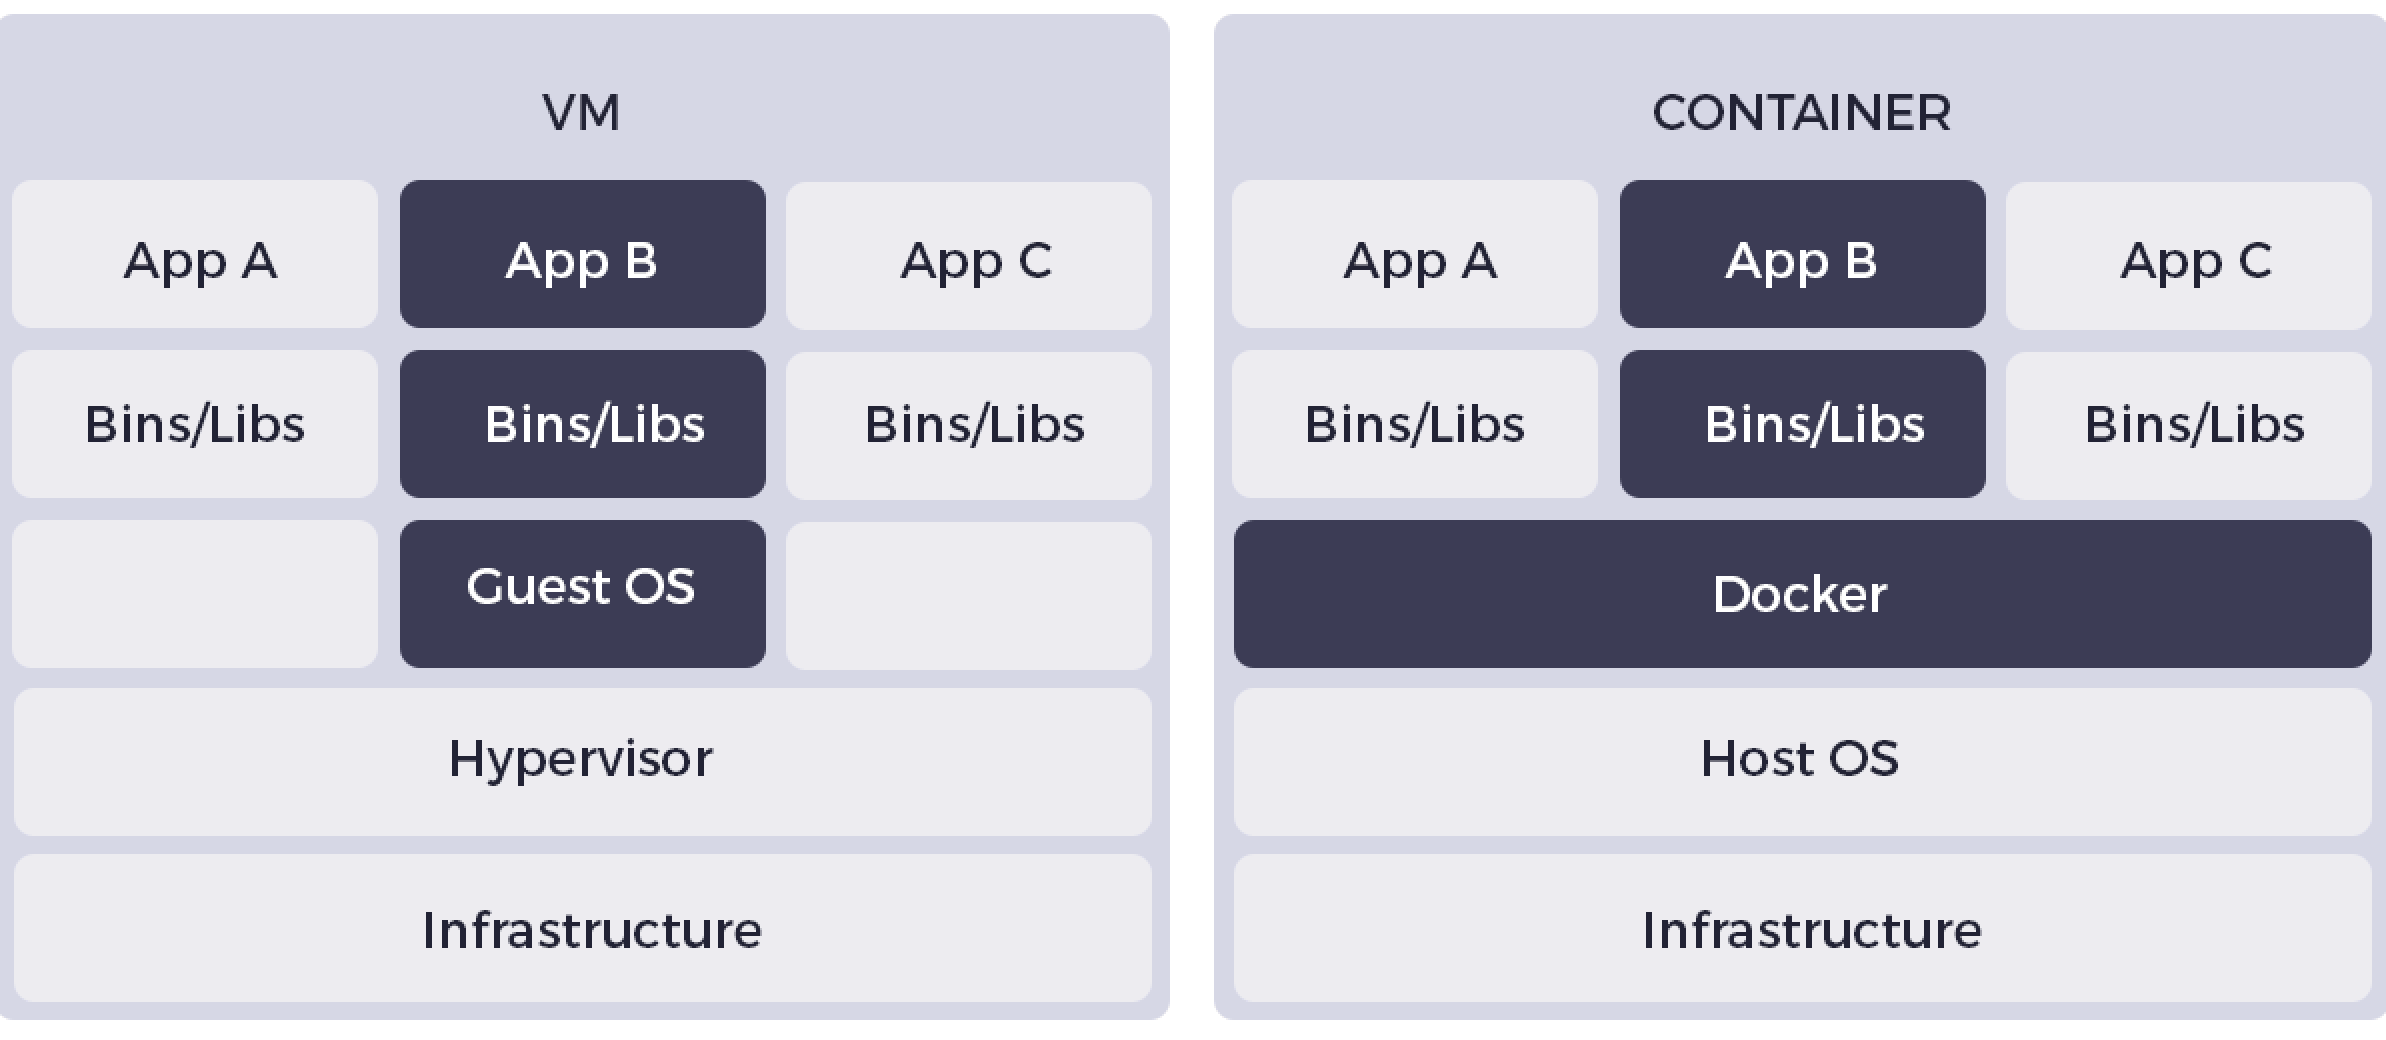 VM
App A
App B
App C
Bins/Libs
Bins/Libs
Bins/Libs
Guest OS
Hypervisor
Infrastructure
CONTAINER
App A
App B
App C
Bins/Libs
Bins/Libs
Bins/Libs
Docker
Host OS
Infrastructure